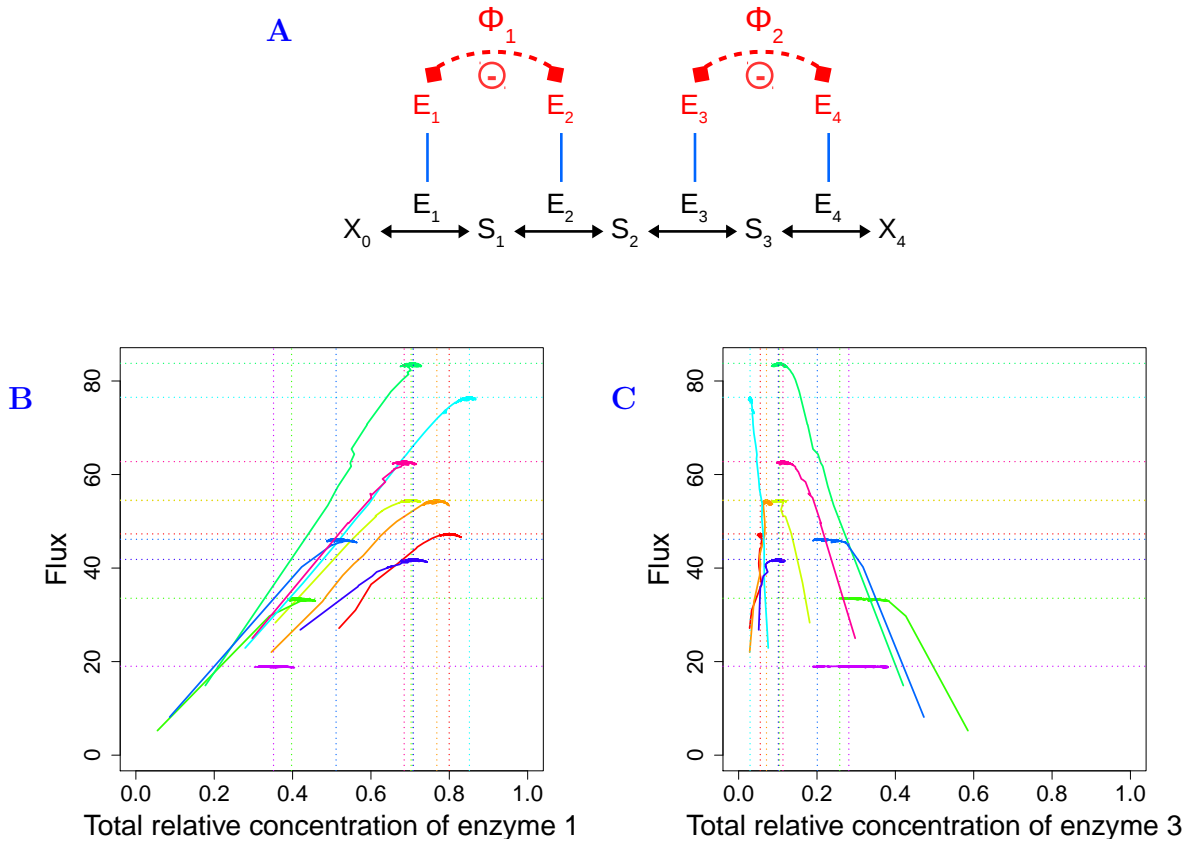 A
Φ1 Φ2
- -
E1 E2 E3 E4
E1 E2 E3 E4
X0 S1 S2 S3 X4
B
Flux
0 20 40 60 80
0.0 0.2 0.4 0.6 0.8 1.0
Total relative concentration of enzyme 1
C
Flux
0 20 40 60 80
0.0 0.2 0.4 0.6 0.8 1.0
Total relative concentration of enzyme 3